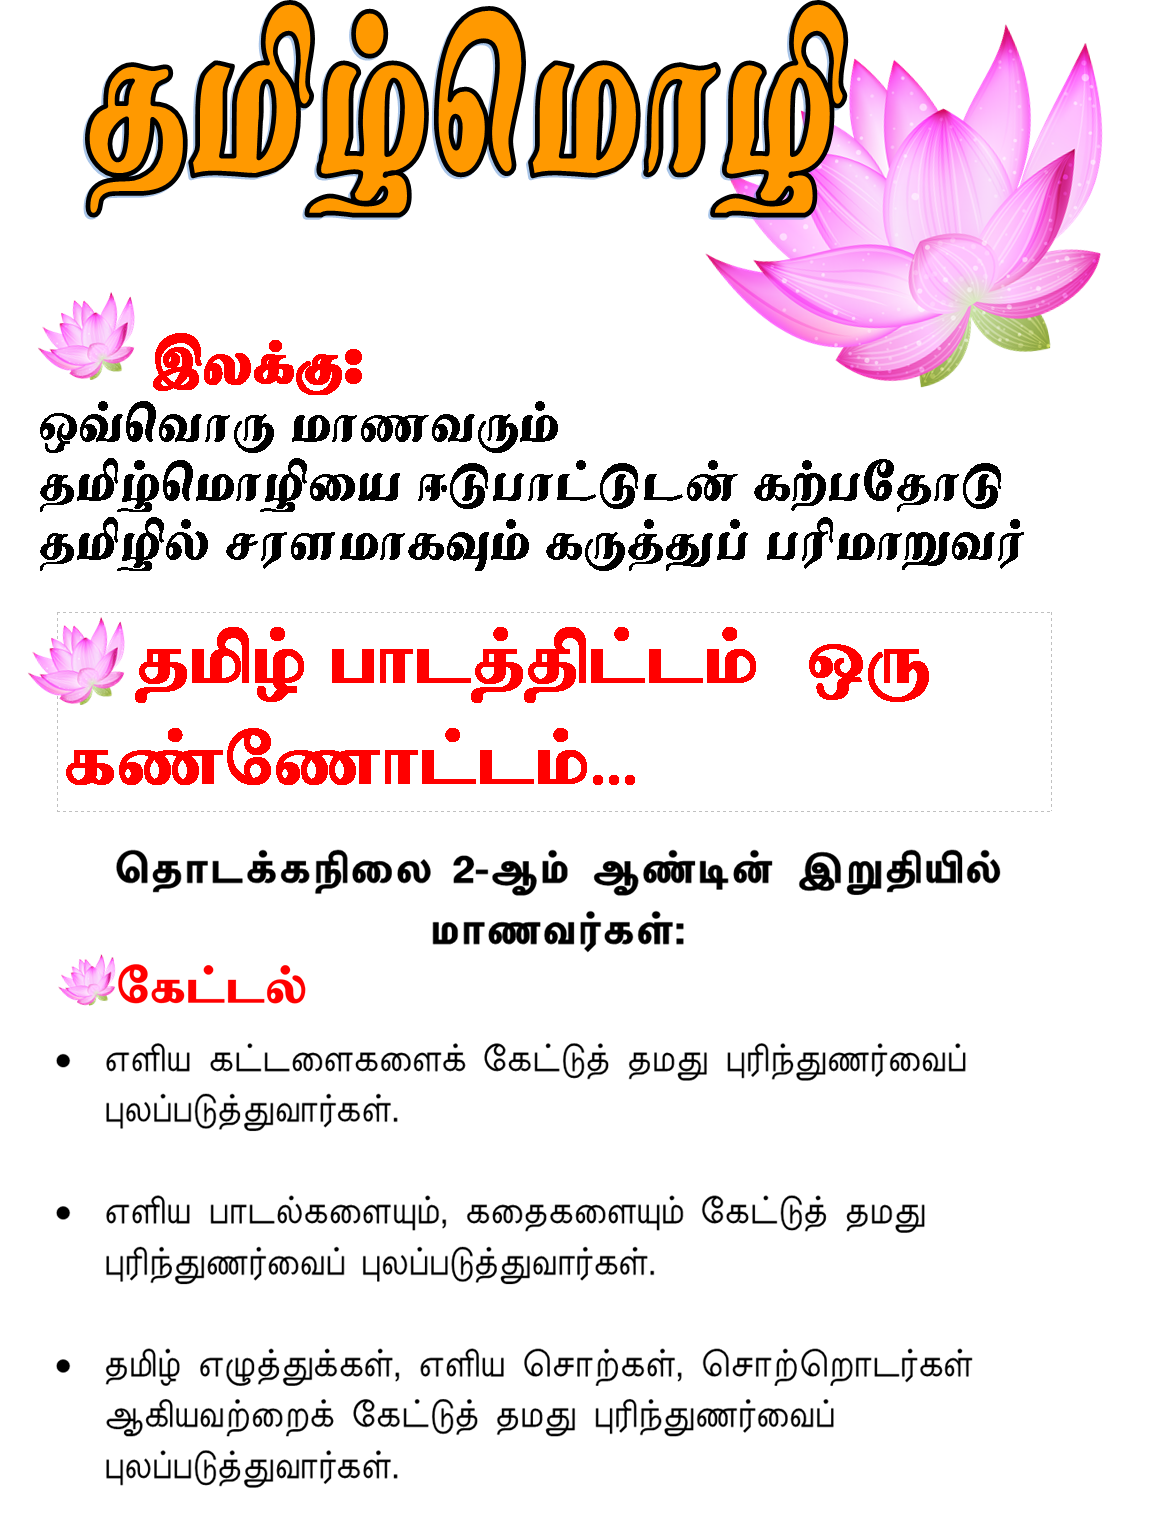 தமிழ்மொழி
இலக்கு:
ஒவ்வொரு மாணவரும்
தமிழ்மொழியை ஈடுபாட்டுடன் கற்பதோடு
தமிழில் சரளமாகவும் கருத்துப் பரிமாறுவர்
தமிழ் பாடத்திட்டம் ஒரு
கண்ணோட்டம்...
தொடக்கநிலை 2-ஆம் ஆண்டின் இறுதியில்
மாணவர்கள்:
கேட்டல்
• எளிய கட்டளைகளைக் கேட்டுத் தமது புரிந்துணர்வைப்
புலப்படுத்துவார்கள்.
• எளிய பாடல்களையும், கதைகளையும் கேட்டுத் தமது
புரிந்துணர்வைப் புலப்படுத்துவார்கள்.
• தமிழ் எழுத்துக்கள், எளிய சொற்கள், சொற்றொடர்கள்
ஆகியவற்றைக் கேட்டுத் தமது புரிந்துணர்வைப்
புலப்படுத்துவார்கள்.